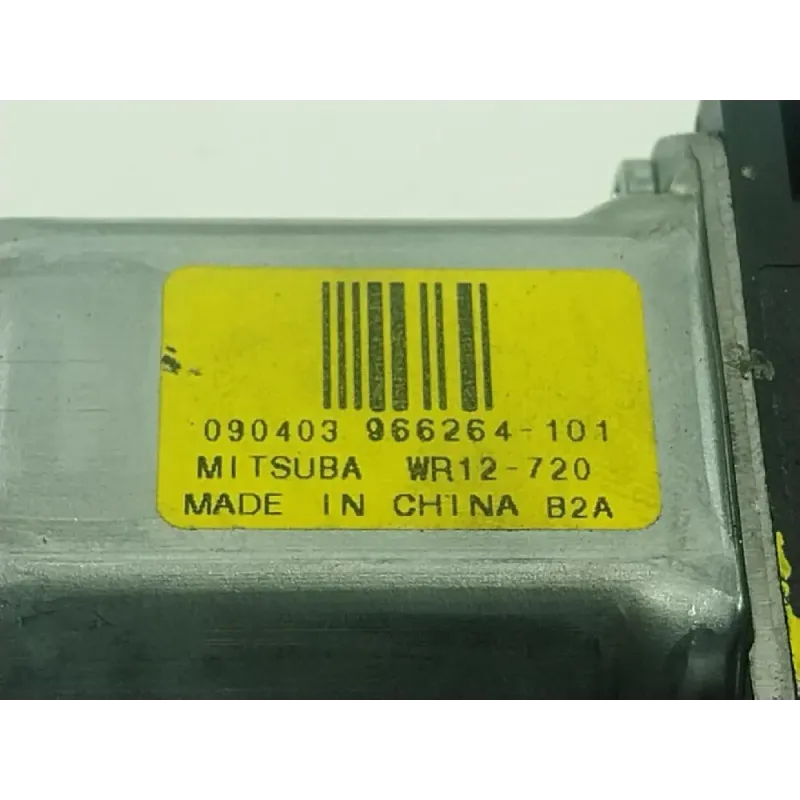 090403 966264-101
MITSUBA WR12-720
MADE IN CHINA B2A